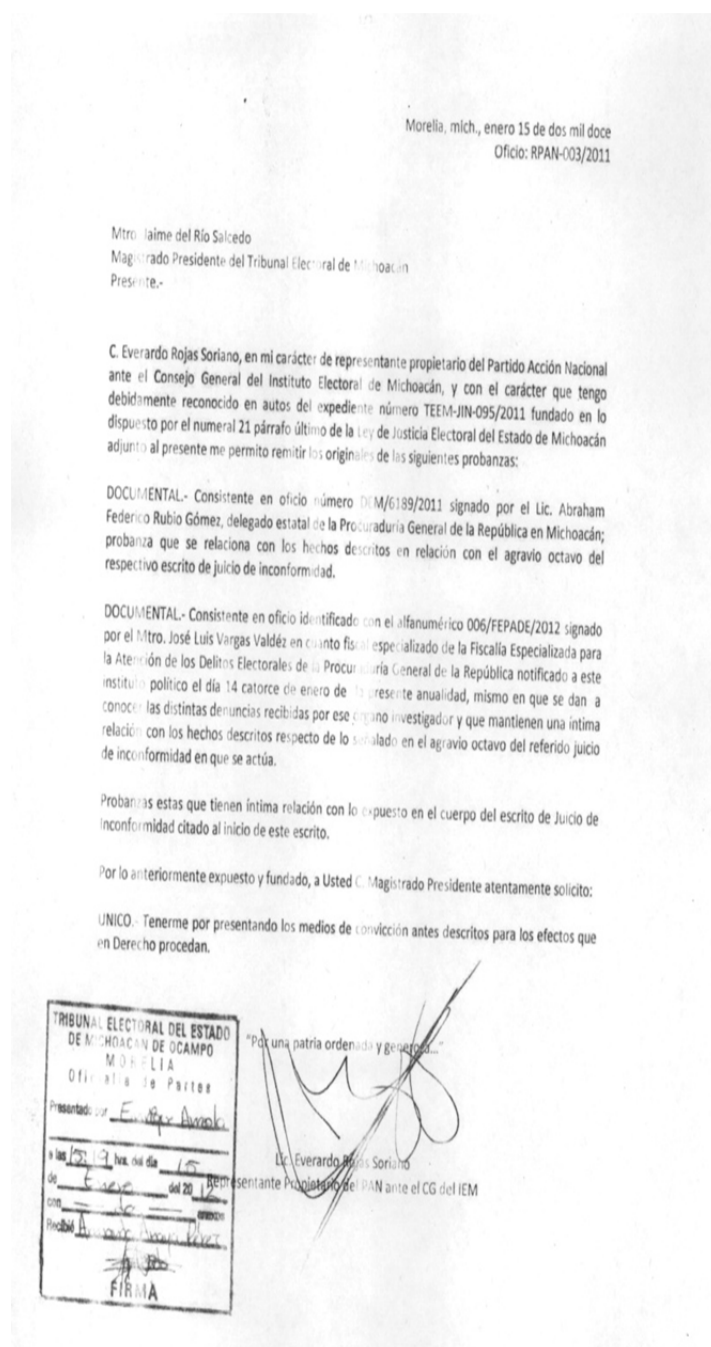 Morelia, mich., enero 15 de dos mil doce
Oficio: RPAN-003/2011
Mtro Jaime del Río Salcedo
Magistrado Presidente del Tribunal Electoral de Michoacán
Presente.-
C. Everardo Rojas Soriano, en mi carácter de representante propietario del Partido Acción Nacional
ante el Consejo General del Instituto Electoral de Michoacán, y con el carácter que tengo
debidamente reconocido en autos del expediente número TEEM-JIN-095/2011 fundado en lo
dispuesto por el numeral 21 párrafo último de la Ley de Justicia Electoral del Estado de Michoacán
adjunto al presente me permito remitir los originales de las siguientes probanzas:
DOCUMENTAL.- Consistente en oficio número DCM/6189/2011 signado por el Lic. Abraham
Federico Rubio Gómez, delegado estatal de la Procuraduría General de la República en Michoacán;
probanza que se relaciona con los hechos descritos en relación con el agravio octavo del
respectivo escrito de juicio de inconformidad.
DOCUMENTAL.- Consistente en oficio identificado con el alfanumérico 006/FEPADE/2012 signado
por el Mtro. José Luis Vargas Valdéz en cuanto fiscal especializado de la Fiscalía Especializada para
la Atención de los Delitos Electorales de la Procuraduría General de la República notificado a este
instituto político el día 14 catorce de enero de la presente anualidad, mismo en que se dan a
conocer las distintas denuncias recibidas por ese órgano investigador y que mantienen una íntima
relación con los hechos descritos respecto de lo señalado en el agravio octavo del referido juicio
de inconformidad en que se actúa.
Probanzas estas que tienen íntima relación con lo expuesto en el cuerpo del escrito de Juicio de
Inconformidad citado al inicio de este escrito.
Por lo anteriormente expuesto y fundado, a Usted C. Magistrado Presidente atentamente solicito:
UNICO.- Tenerme por presentando los medios de convicción antes descritos para los efectos que
en Derecho procedan.
"Por una patria ordenada y generosa..."
Lic. Everardo Rojas Soriano
Representante Propietario del PAN ante el CG del IEM
TRIBUNAL ELECTORAL DEL ESTADO
DE MICHOACAN DE OCAMPO
MORELIA
Oficialia de Partes
Presentado por
a las 15:19 hrs. del dia 15
de Enero del 2012
con anexos
Recibió
FIRMA